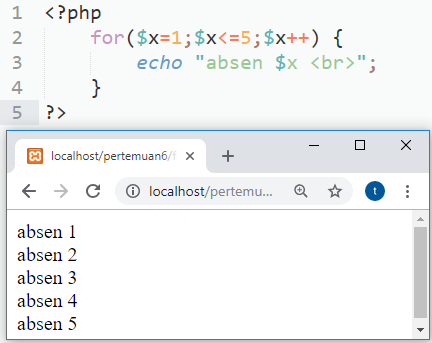 1 <?php
2 for($x=1;$x<=5;$x++) {
3 echo "absen $x <br>";
4 }
5 ?>
localhost/pertemuan6/f
localhost/pertemu... t
absen 1
absen 2
absen 3
absen 4
absen 5